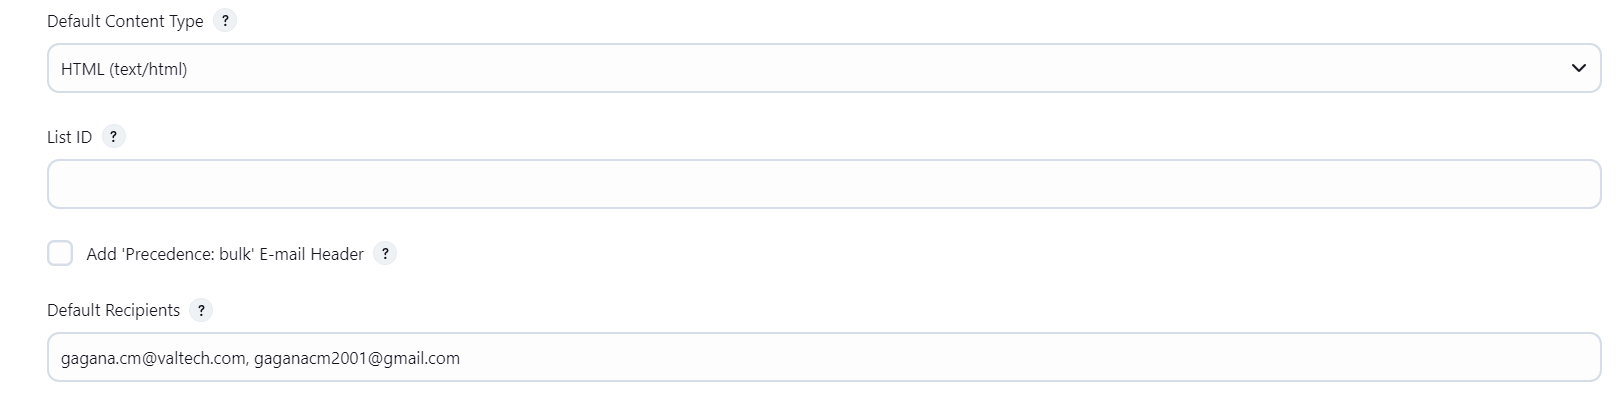 Default Content Type ?
HTML (text/html)
List ID ?
Add 'Precedence: bulk' E-mail Header ?
Default Recipients ?
gagana.cm@valtech.com, gaganacm2001@gmail.com